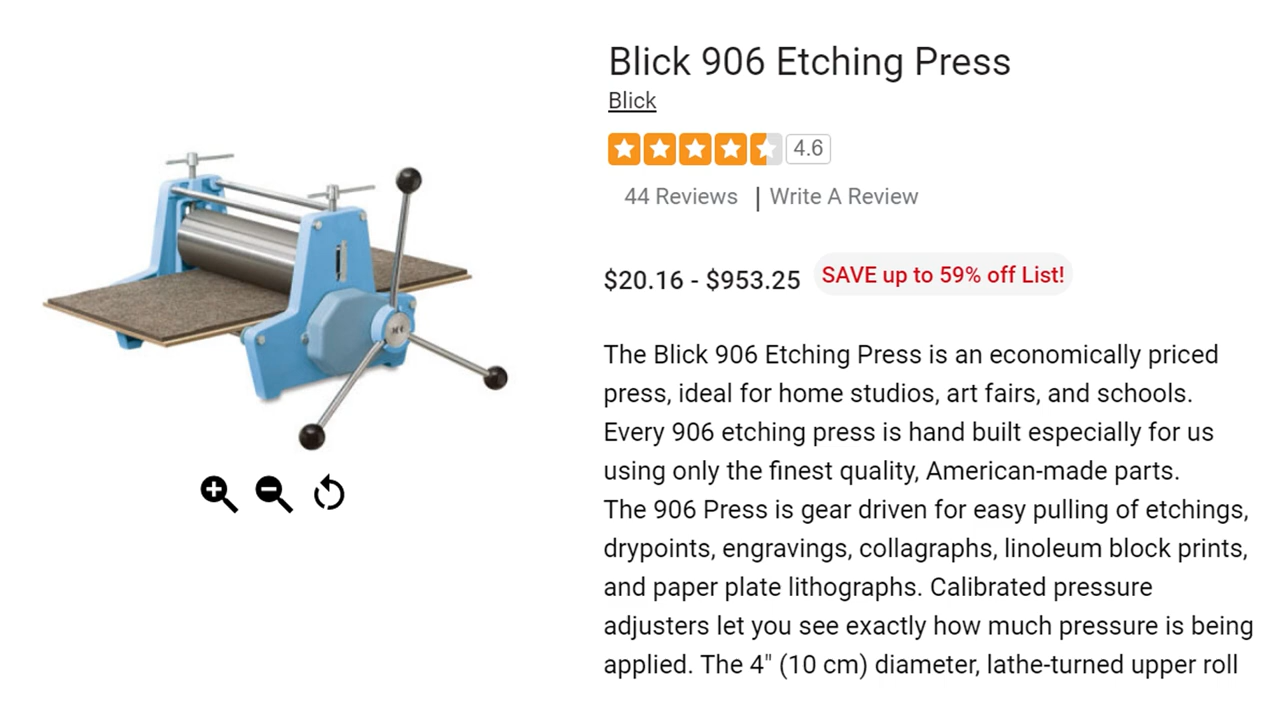 Blick 906 Etching Press
Blick
4.6
44 Reviews | Write A Review
$20.16 - $953.25 SAVE up to 59% off List!
The Blick 906 Etching Press is an economically priced
press, ideal for home studios, art fairs, and schools.
Every 906 etching press is hand built especially for us
using only the finest quality, American-made parts.
The 906 Press is gear driven for easy pulling of etchings,
drypoints, engravings, collagraphs, linoleum block prints,
and paper plate lithographs. Calibrated pressure
adjusters let you see exactly how much pressure is being
applied. The 4" (10 cm) diameter, lathe-turned upper roll